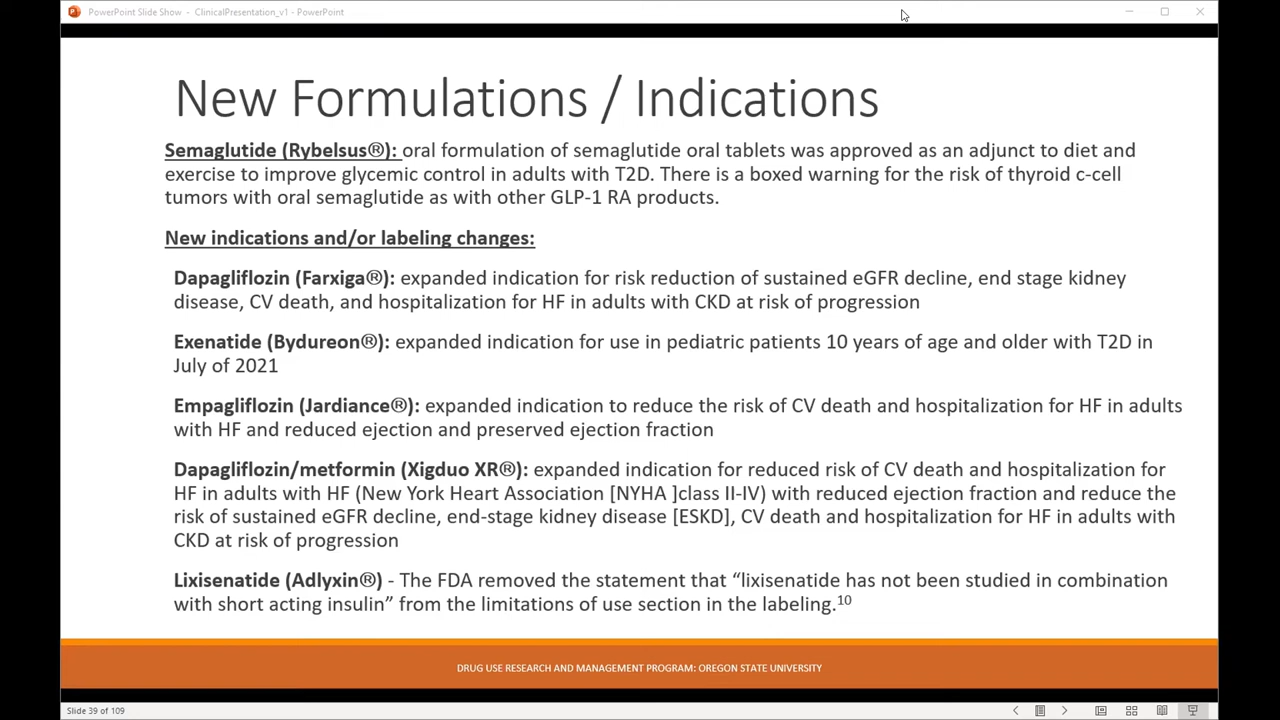 PowerPoint Slide Show - ClinicalPresentation_v1 - PowerPoint
New Formulations / Indications
Semaglutide (Rybelsus®): oral formulation of semaglutide oral tablets was approved as an adjunct to diet and
exercise to improve glycemic control in adults with T2D. There is a boxed warning for the risk of thyroid c-cell
tumors with oral semaglutide as with other GLP-1 RA products.
New indications and/or labeling changes:
Dapagliflozin (Farxiga®): expanded indication for risk reduction of sustained eGFR decline, end stage kidney
disease, CV death, and hospitalization for HF in adults with CKD at risk of progression
Exenatide (Bydureon®): expanded indication for use in pediatric patients 10 years of age and older with T2D in
July of 2021
Empagliflozin (Jardiance®): expanded indication to reduce the risk of CV death and hospitalization for HF in adults
with HF and reduced ejection and preserved ejection fraction
Dapagliflozin/metformin (Xigduo XR®): expanded indication for reduced risk of CV death and hospitalization for
HF in adults with HF (New York Heart Association [NYHA ]class II-IV) with reduced ejection fraction and reduce the
risk of sustained eGFR decline, end-stage kidney disease [ESKD], CV death and hospitalization for HF in adults with
CKD at risk of progression
Lixisenatide (Adlyxin®) - The FDA removed the statement that “lixisenatide has not been studied in combination
with short acting insulin” from the limitations of use section in the labeling.10
DRUG USE RESEARCH AND MANAGEMENT PROGRAM: OREGON STATE UNIVERSITY
Slide 39 of 109